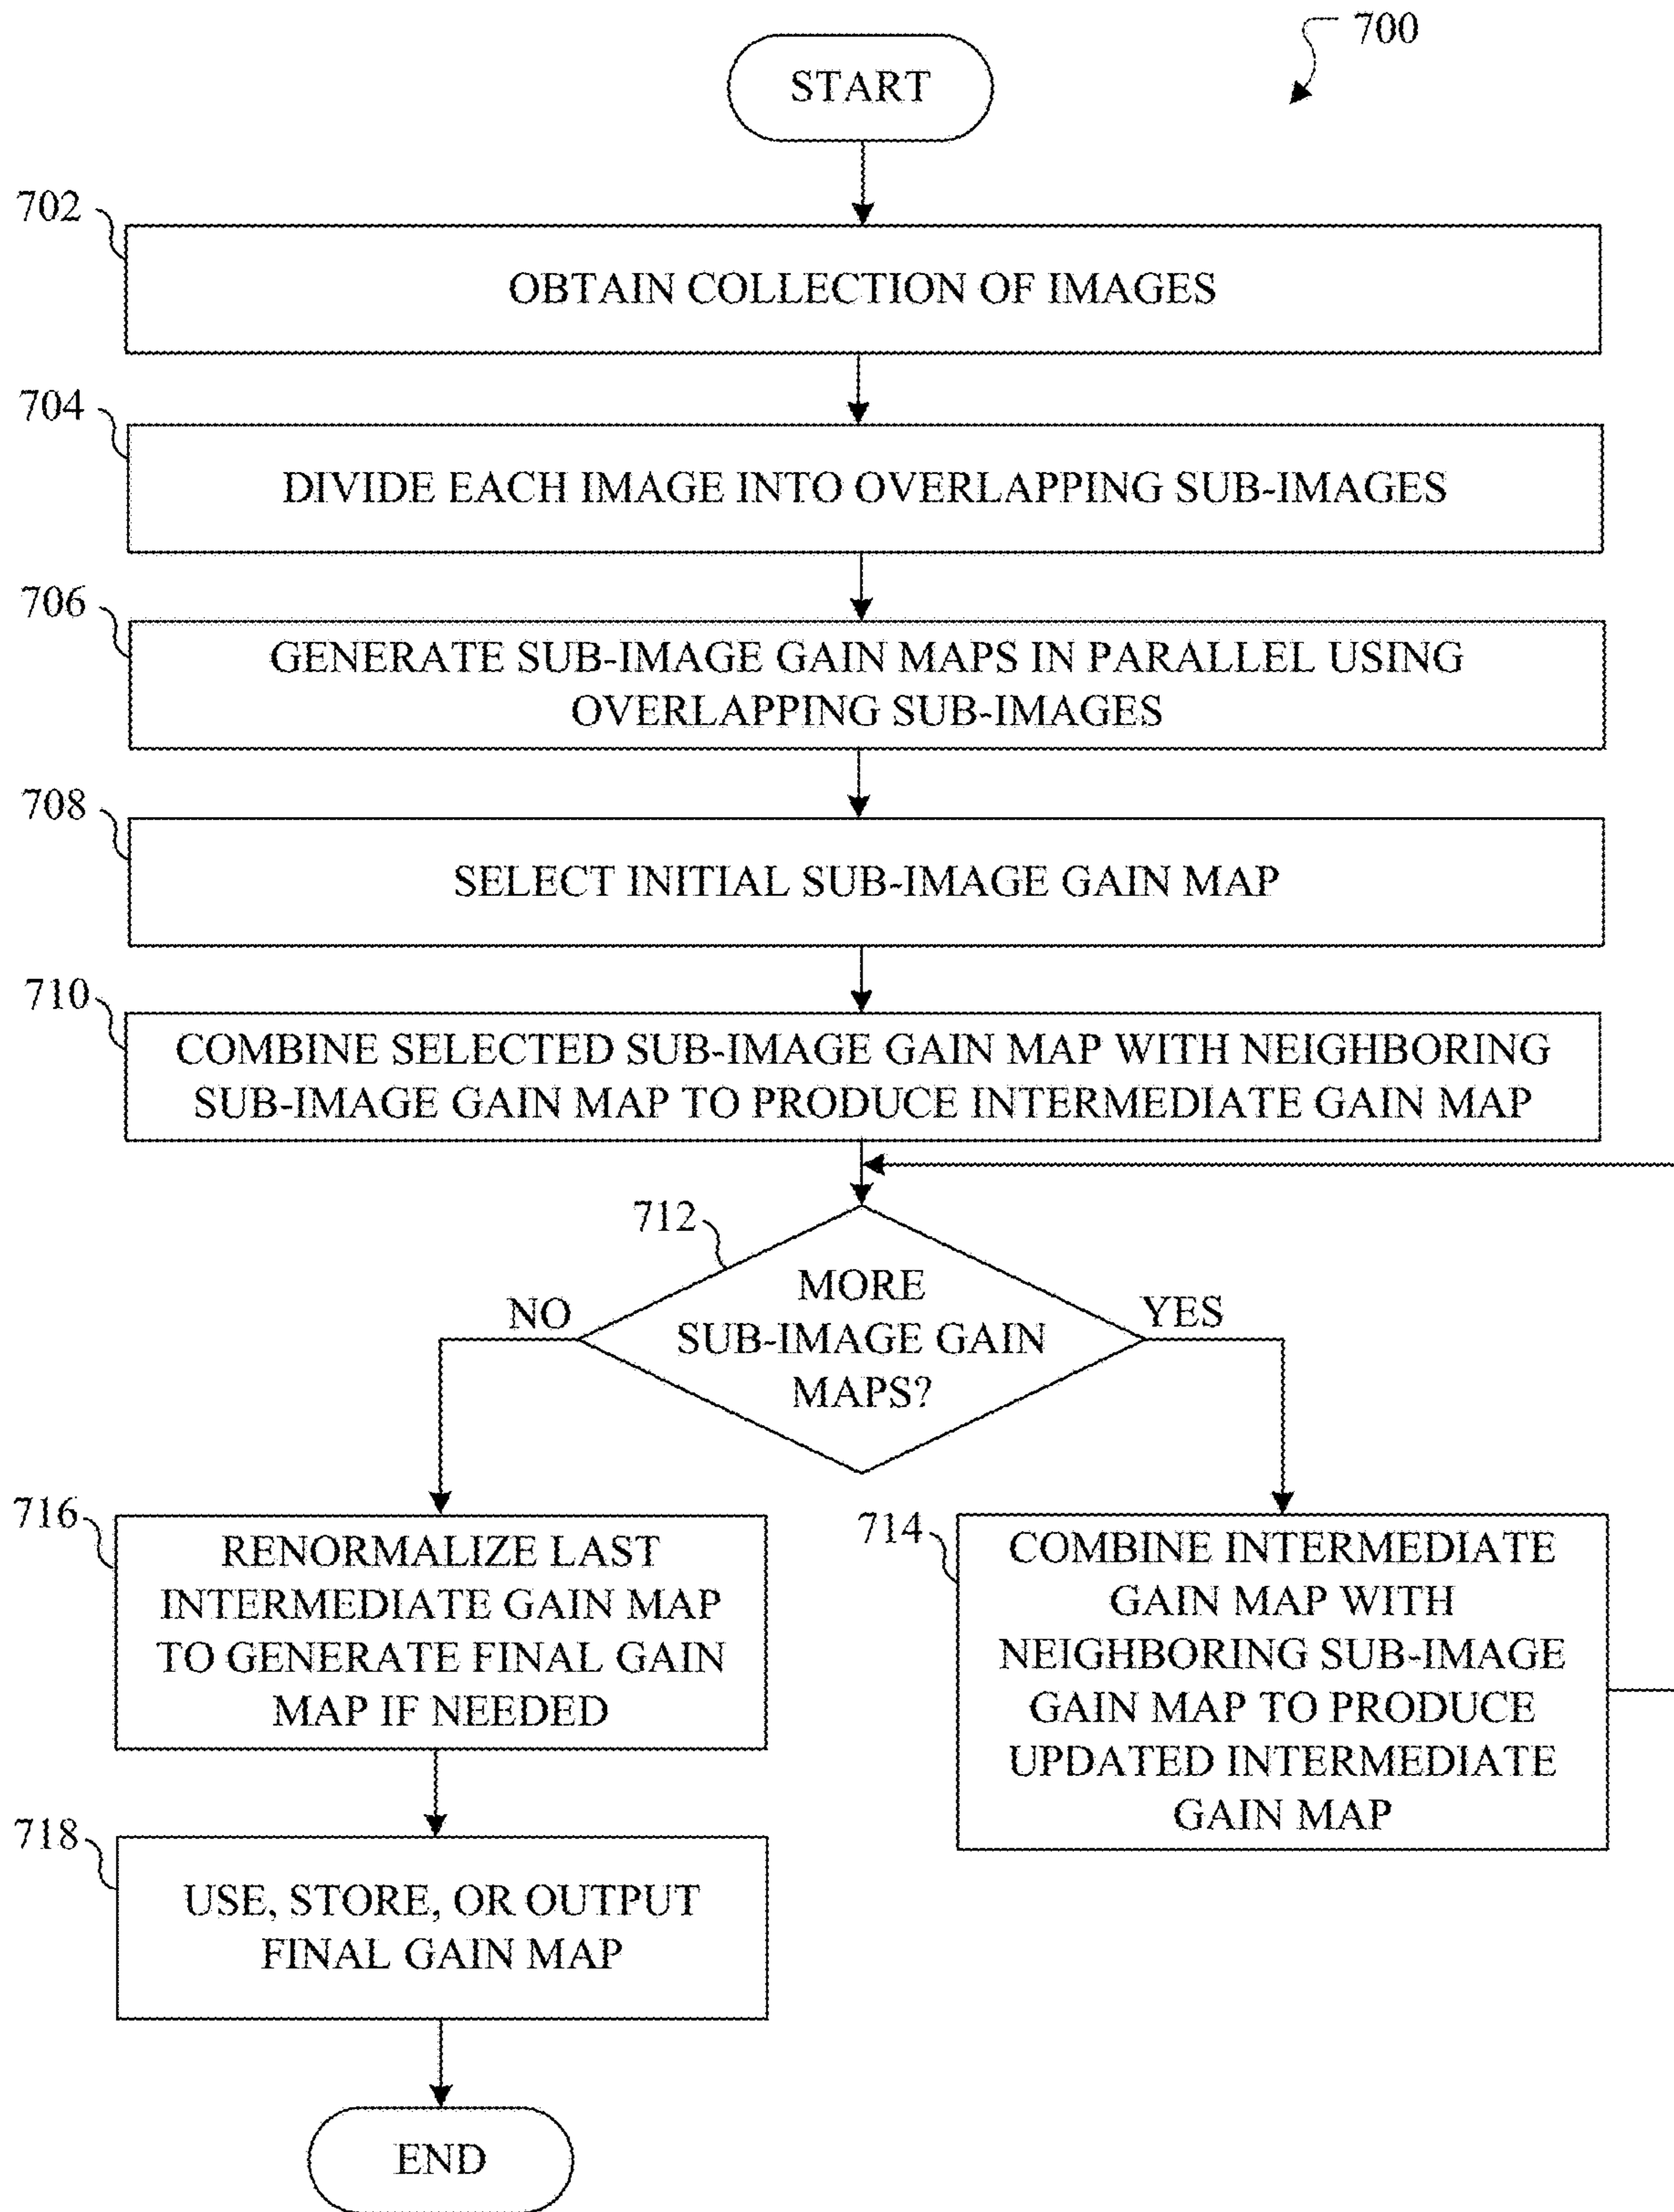 700
START
702
OBTAIN COLLECTION OF IMAGES
704
DIVIDE EACH IMAGE INTO OVERLAPPING SUB-IMAGES
706
GENERATE SUB-IMAGE GAIN MAPS IN PARALLEL USING
OVERLAPPING SUB-IMAGES
708
SELECT INITIAL SUB-IMAGE GAIN MAP
710
COMBINE SELECTED SUB-IMAGE GAIN MAP WITH NEIGHBORING
SUB-IMAGE GAIN MAP TO PRODUCE INTERMEDIATE GAIN MAP
712
MORE
SUB-IMAGE GAIN
MAPS?
NO
YES
716
RENORMALIZE LAST
INTERMEDIATE GAIN MAP
TO GENERATE FINAL GAIN
MAP IF NEEDED
714
COMBINE INTERMEDIATE
GAIN MAP WITH
NEIGHBORING SUB-IMAGE
GAIN MAP TO PRODUCE
UPDATED INTERMEDIATE
GAIN MAP
718
USE, STORE, OR OUTPUT
FINAL GAIN MAP
END